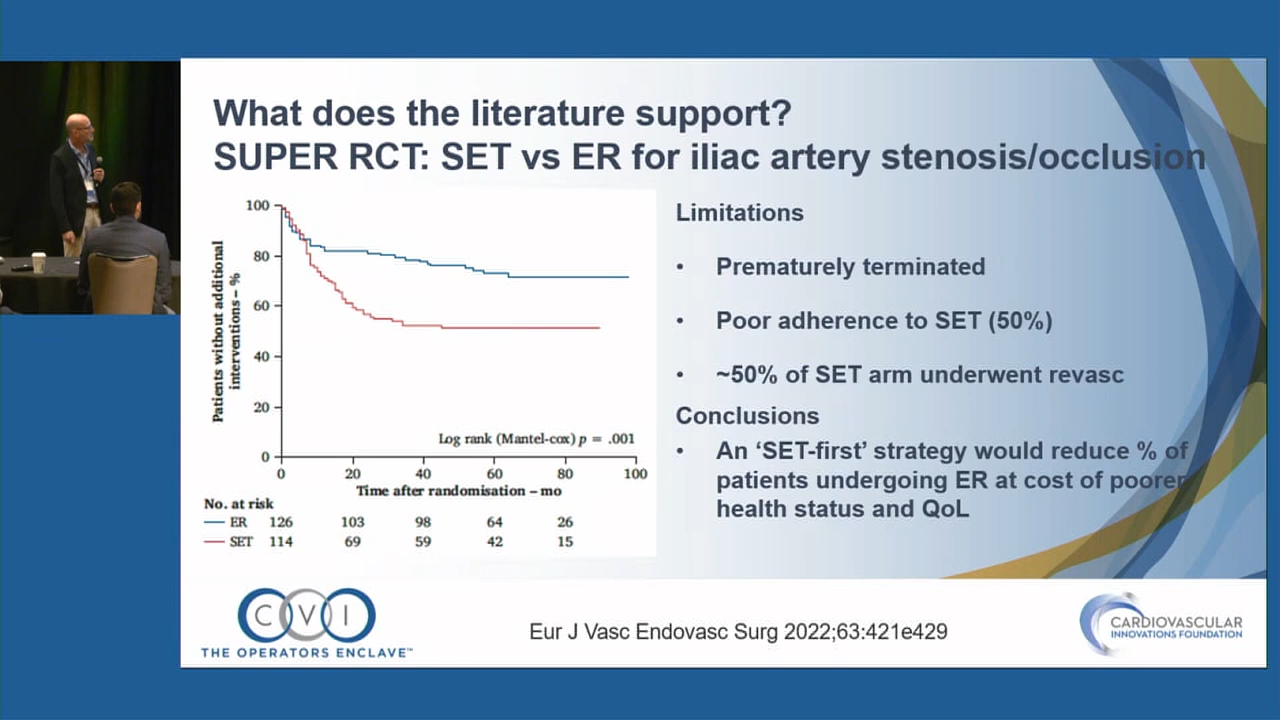 What does the literature support?
SUPER RCT: SET vs ER for iliac artery stenosis/occlusion
Patients without additional
interventions – %
100
80
60
40
20
0
Log rank (Mantel-cox) p = .001
0 20 40 60 80 100
Time after randomisation – mo
No. at risk
ER 126 103 98 64 26
SET 114 69 59 42 15
Limitations
• Prematurely terminated
• Poor adherence to SET (50%)
• ~50% of SET arm underwent revasc
Conclusions
• An ‘SET-first’ strategy would reduce % of
patients undergoing ER at cost of poorer
health status and QoL
CVI
THE OPERATORS ENCLAVE™
Eur J Vasc Endovasc Surg 2022;63:421e429
CARDIOVASCULAR
INNOVATIONS FOUNDATION